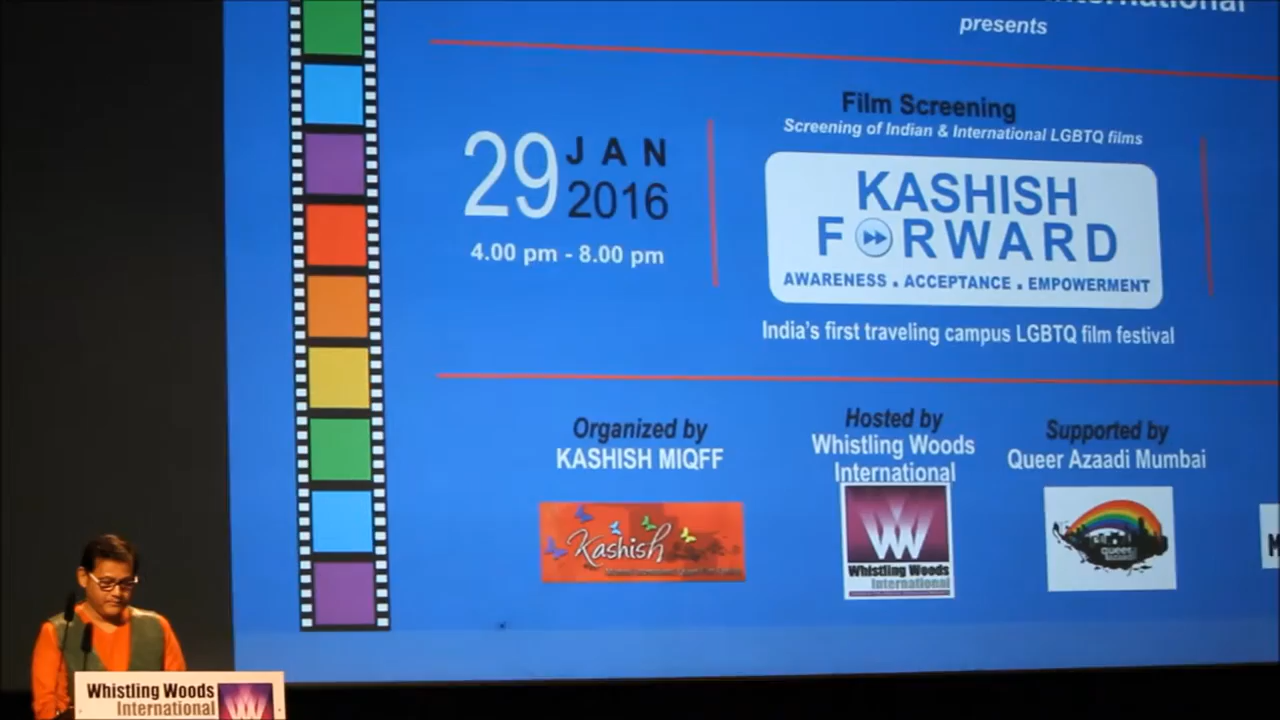 International
presents
Film Screening
Screening of Indian & International LGBTQ films
29 JAN 2016
4.00 pm - 8.00 pm
KASHISH
FORWARD
AWARENESS . ACCEPTANCE . EMPOWERMENT
India's first traveling campus LGBTQ film festival
Organized by
KASHISH MIQFF
Kashish
Hosted by
Whistling Woods
International
Whistling Woods
International
Supported by
Queer Azaadi Mumbai
queer
Whistling Woods
International